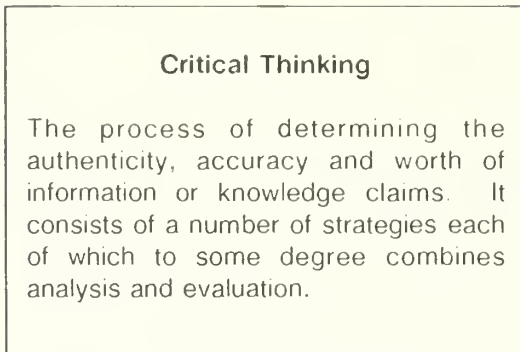 Critical Thinking
The process of determining the
authenticity, accuracy and worth of
information or knowledge claims. It
consists of a number of strategies each
of which to some degree combines
analysis and evaluation.